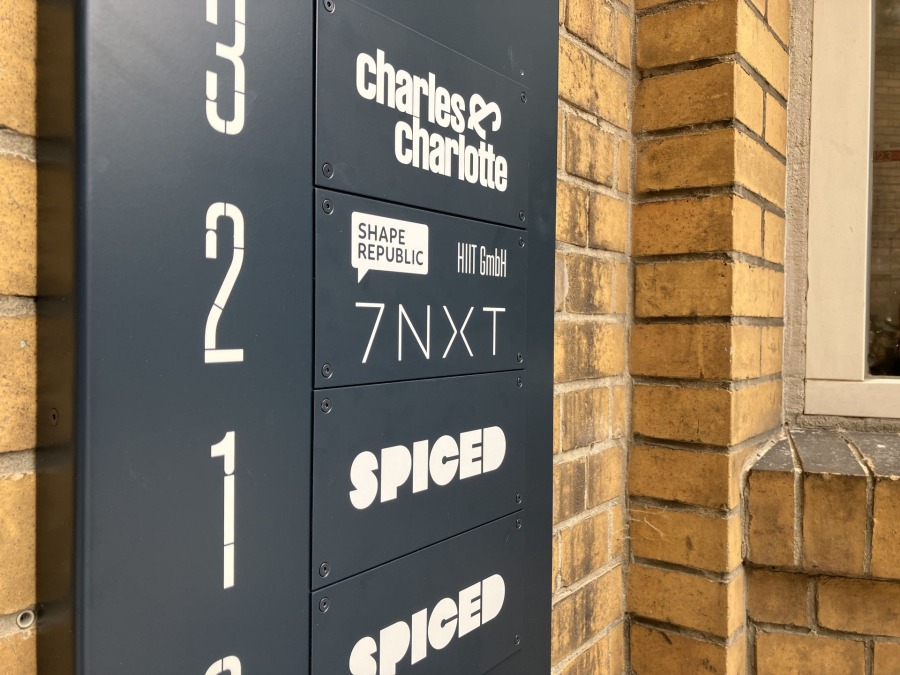 3
charles &
charlotte
2
SHAPE
REPUBLIC
HIIT GmbH
7NXT
1
SPICED
SPICED